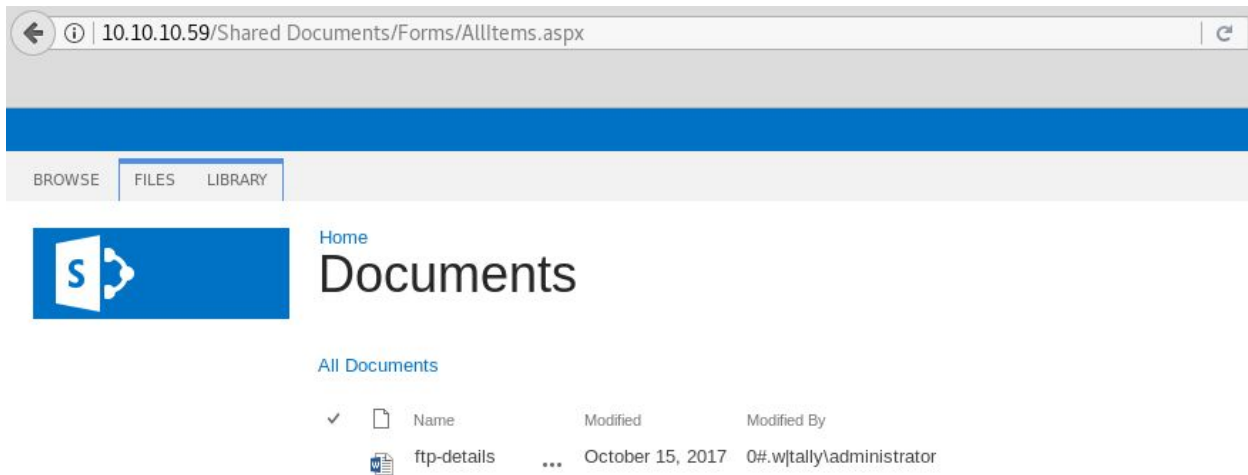 10.10.10.59/Shared Documents/Forms/AllItems.aspx
BROWSE FILES LIBRARY
S
Home
Documents
All Documents
Name Modified Modified By
ftp-details ... October 15, 2017 0#.w|tally\administrator